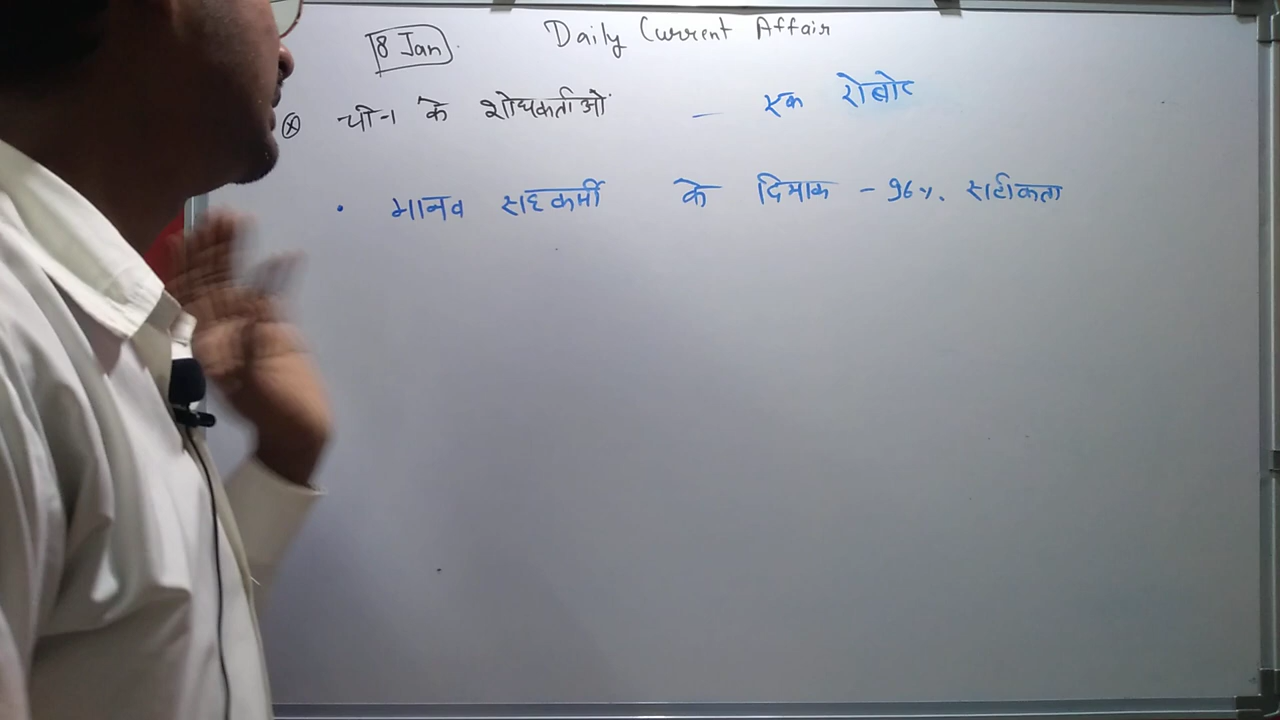 8 Jan. Daily Current Affair
⊗ चीन के शोधकर्ताओं — एक रोबोट
• मानव सहकर्मी के दिमाक - 96%. सटीकता